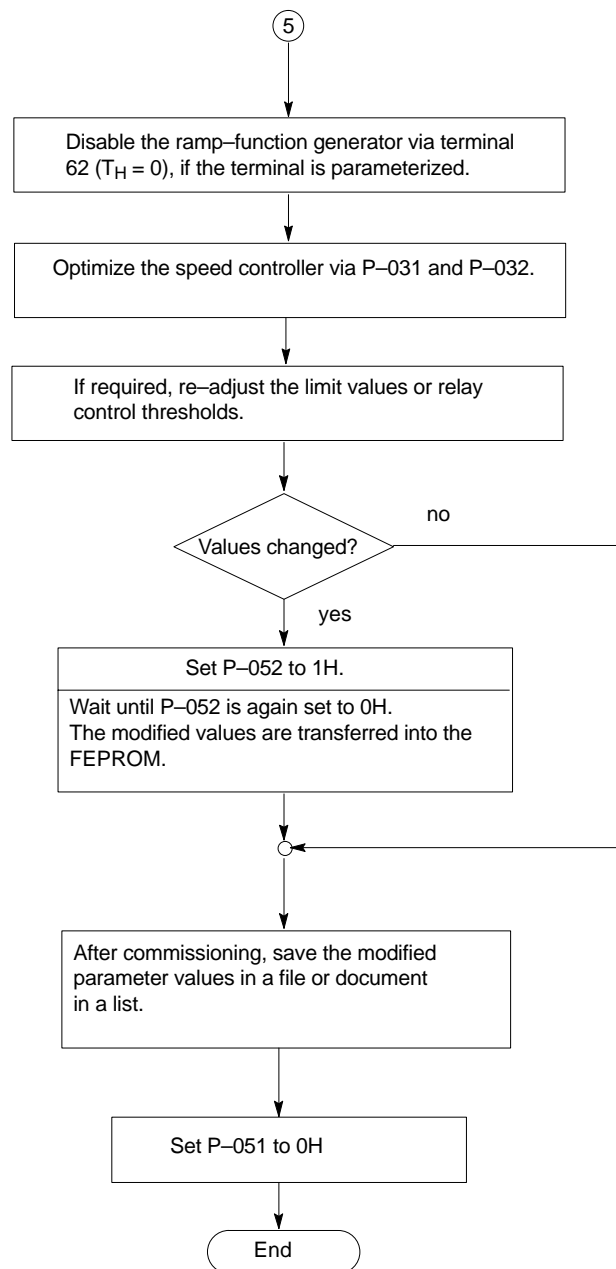 5
Disable the ramp–function generator via terminal
62 (TH = 0), if the terminal is parameterized.
Optimize the speed controller via P–031 and P–032.
If required, re–adjust the limit values or relay
control thresholds.
no
Values changed?
yes
Set P–052 to 1H.
Wait until P–052 is again set to 0H.
The modified values are transferred into the
FEPROM.
After commissioning, save the modified
parameter values in a file or document
in a list.
Set P–051 to 0H
End